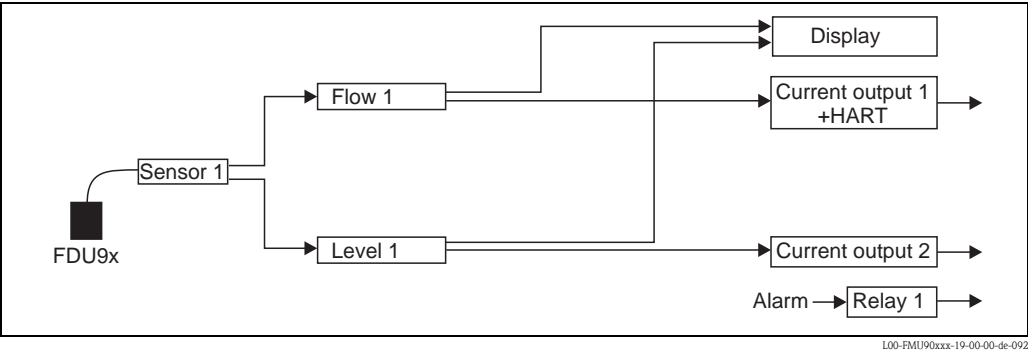 Display
Flow 1
Current output 1
+HART
Sensor 1
FDU9x
Level 1
Current output 2
Alarm
Relay 1
L00-FMU90xxx-19-00-00-de-092